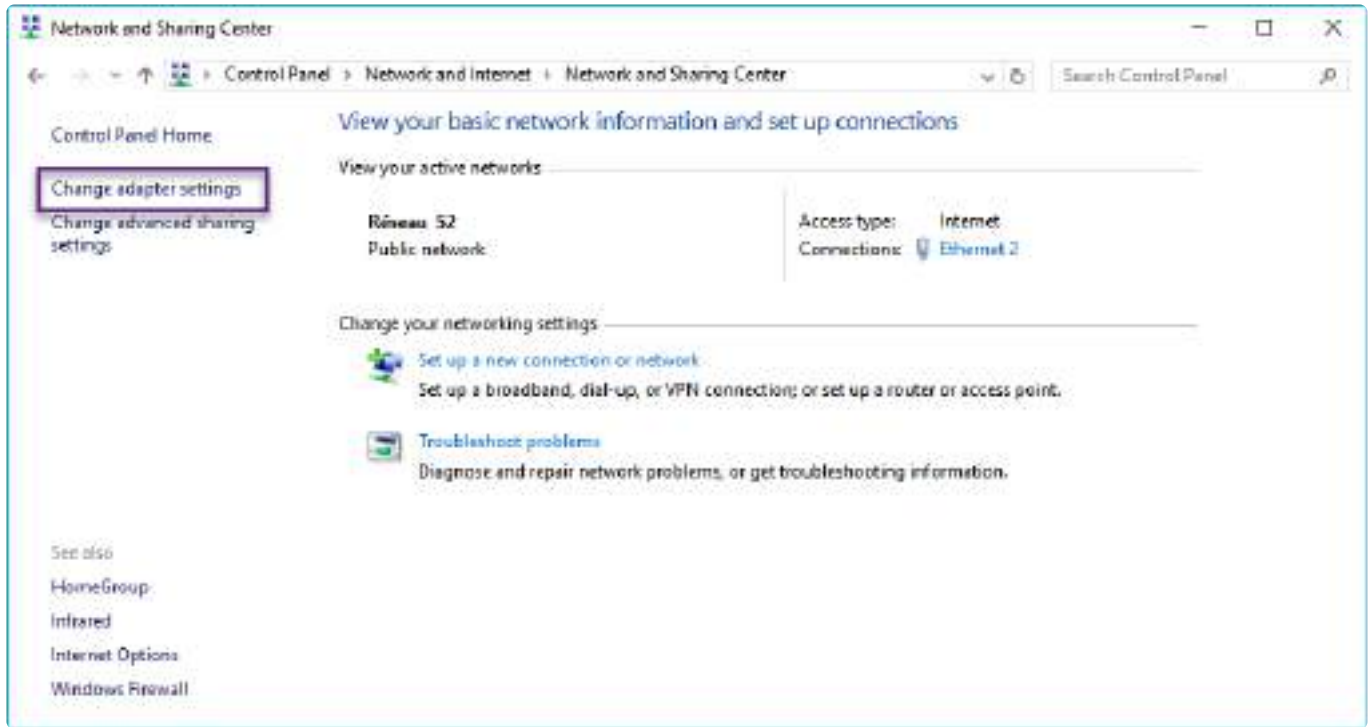 Network and Sharing Center
Control Panel > Network and Internet > Network and Sharing Center
Search Control Panel
Control Panel Home
Change adapter settings
Change advanced sharing
settings
View your basic network information and set up connections
View your active networks
Réseau 52
Public network
Access type: Internet
Connections: Ethernet 2
Change your networking settings
Set up a new connection or network
Set up a broadband, dial-up, or VPN connection; or set up a router or access point.
Troubleshoot problems
Diagnose and repair network problems, or get troubleshooting information.
See also
HomeGroup
Infrared
Internet Options
Windows Firewall